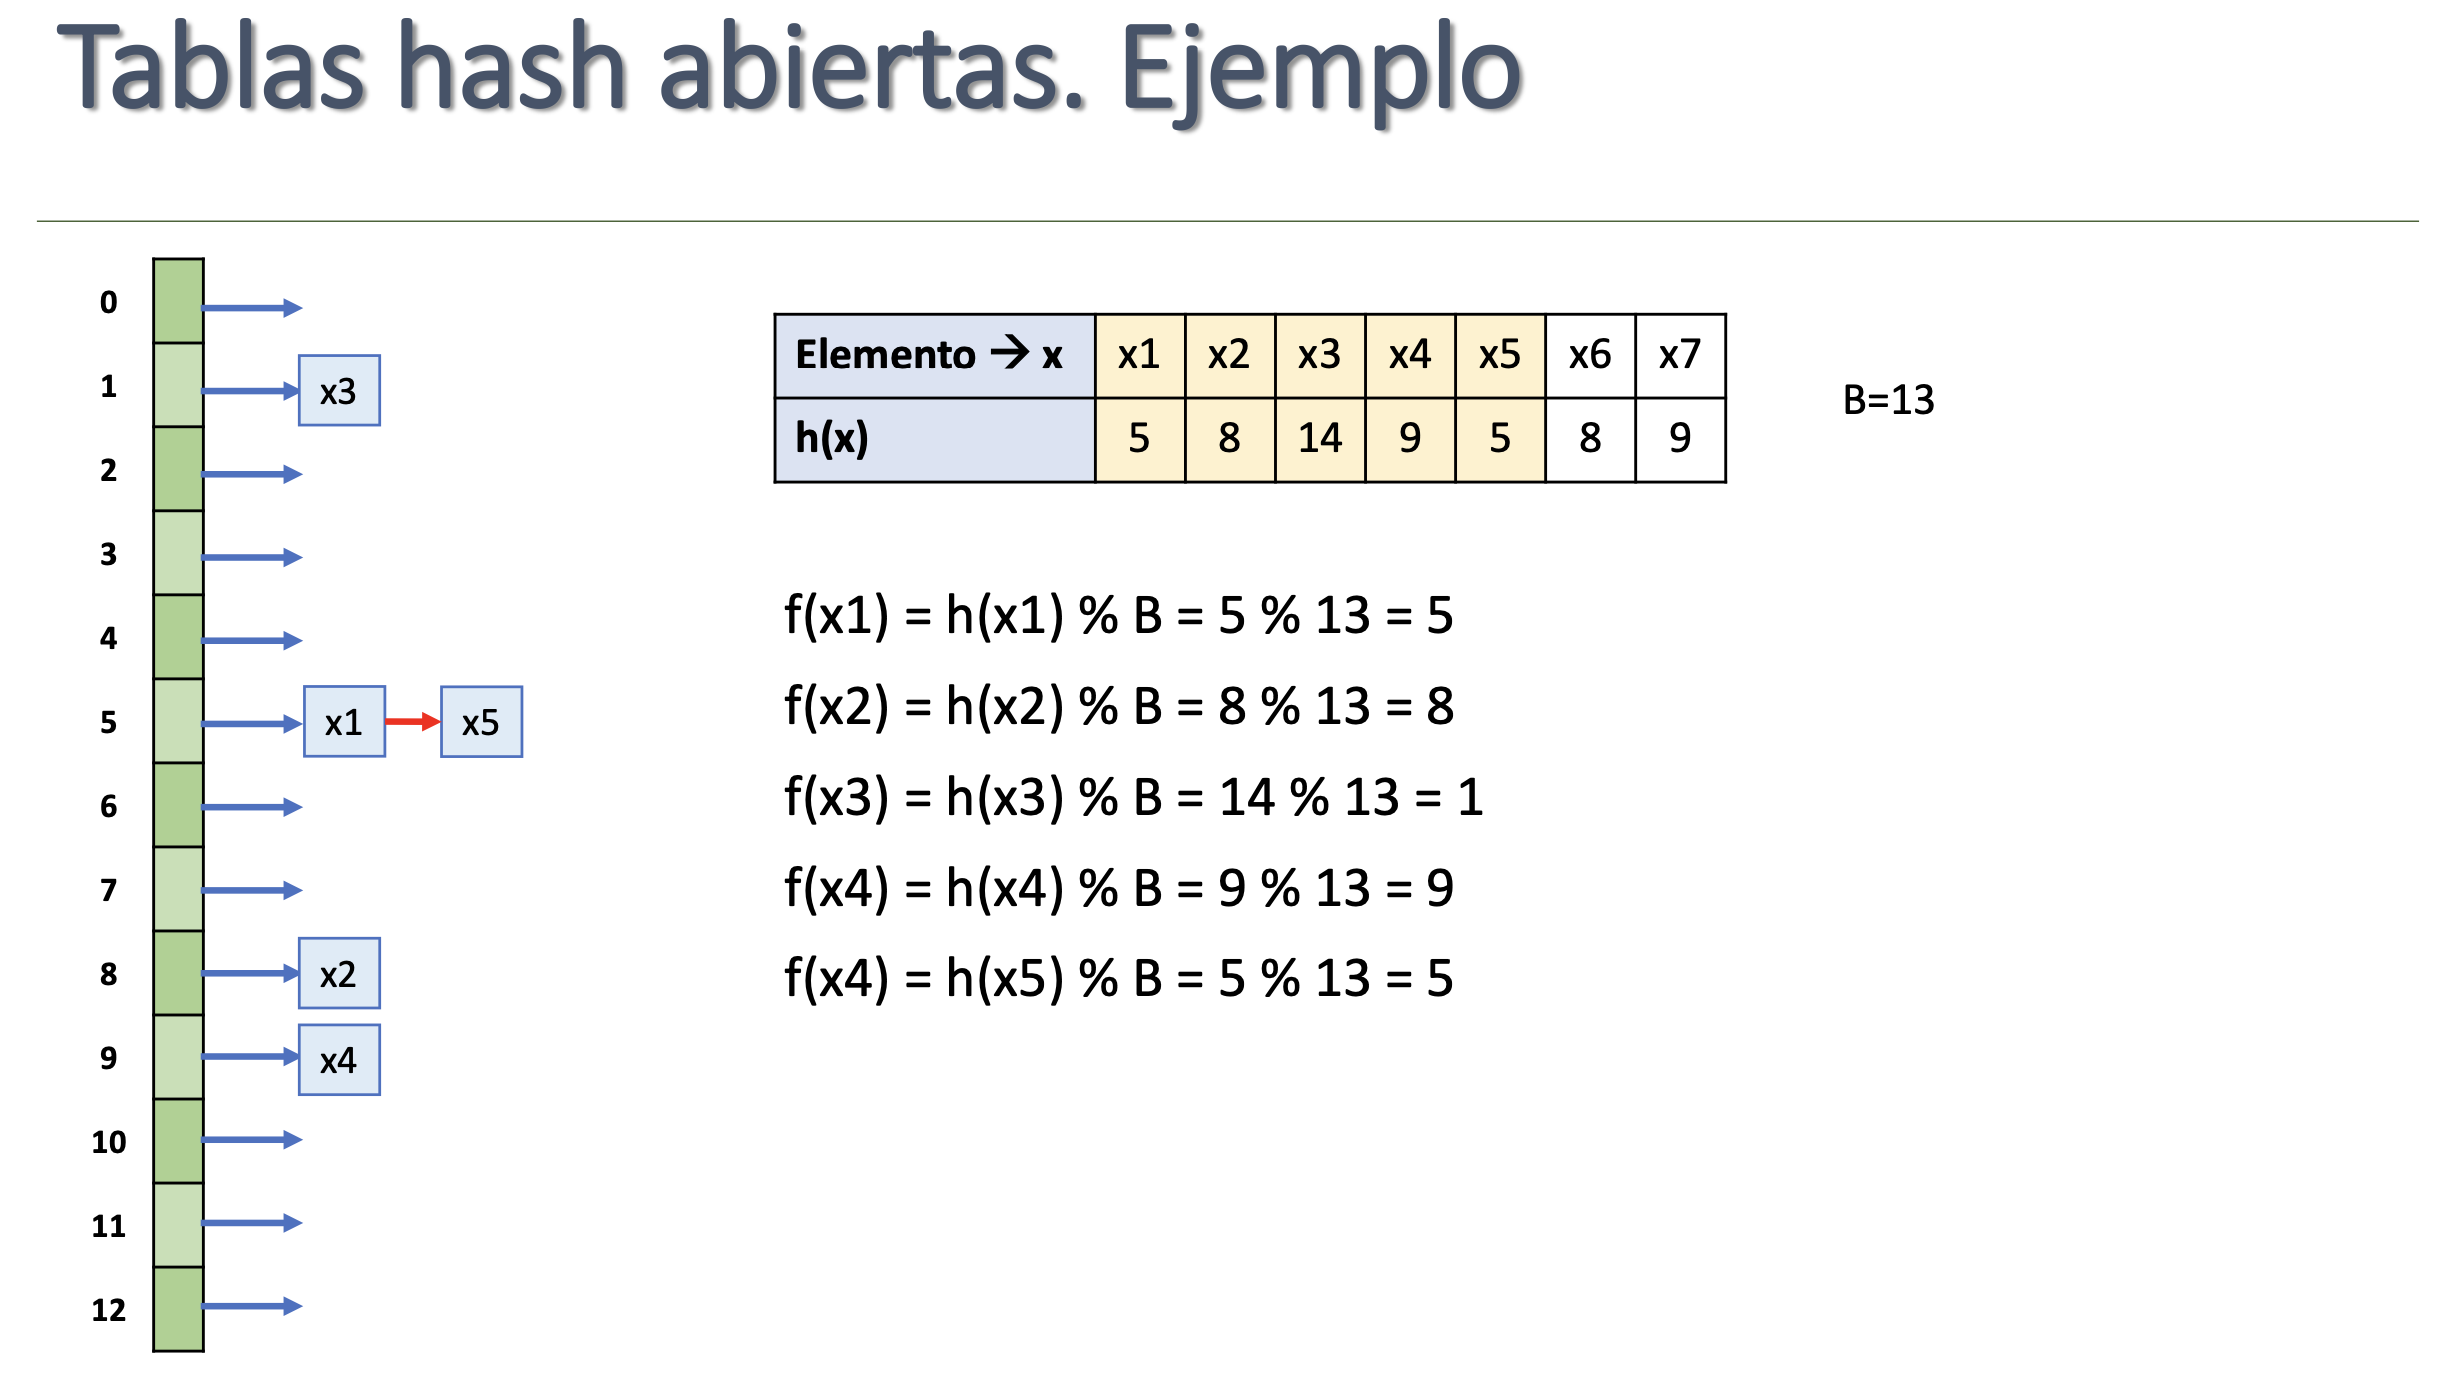 Tablas hash abiertas. Ejemplo
0
1 x3
2
3
4
5 x1 x5
6
7
8 x2
9 x4
10
11
12
Elemento → x x1 x2 x3 x4 x5 x6 x7
h(x) 5 8 14 9 5 8 9
B=13
f(x1) = h(x1) % B = 5 % 13 = 5
f(x2) = h(x2) % B = 8 % 13 = 8
f(x3) = h(x3) % B = 14 % 13 = 1
f(x4) = h(x4) % B = 9 % 13 = 9
f(x4) = h(x5) % B = 5 % 13 = 5